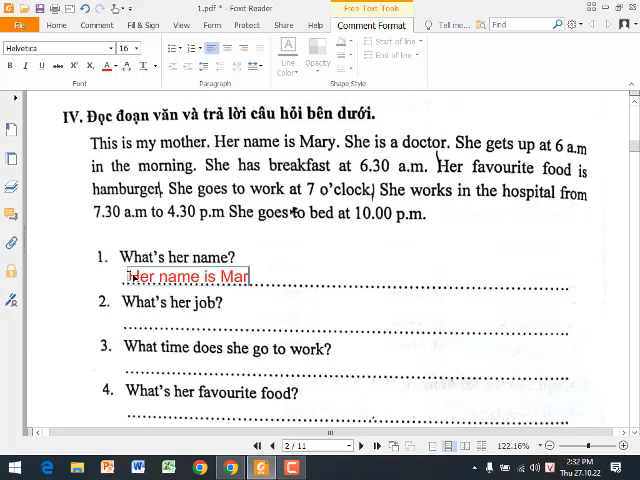 1.pdf * - Foxit Reader
Free Text Tools
File
Home
Comment
View
Form
Protect
Share
Help
Comment Format
Tell me...
Find
Fill & Sign
Helvetica
16
Font
Paragraph
Border
Line Color
Start of line
End of line
Shape Style
IV. Đọc đoạn văn và trả lời câu hỏi bên dưới.
This is my mother. Her name is Mary. She is a doctor. She gets up at 6 a.m
in the morning. She has breakfast at 6.30 a.m. Her favourite food is
hamburger. She goes to work at 7 o'clock. She works in the hospital from
7.30 a.m to 4.30 p.m She goes to bed at 10.00 p.m.
1. What's her name?
Her name is Mar
2. What's her job?
3. What time does she go to work?
4. What's her favourite food?
2 / 11
122.16%
2:32 PM
Thu 27.10.22